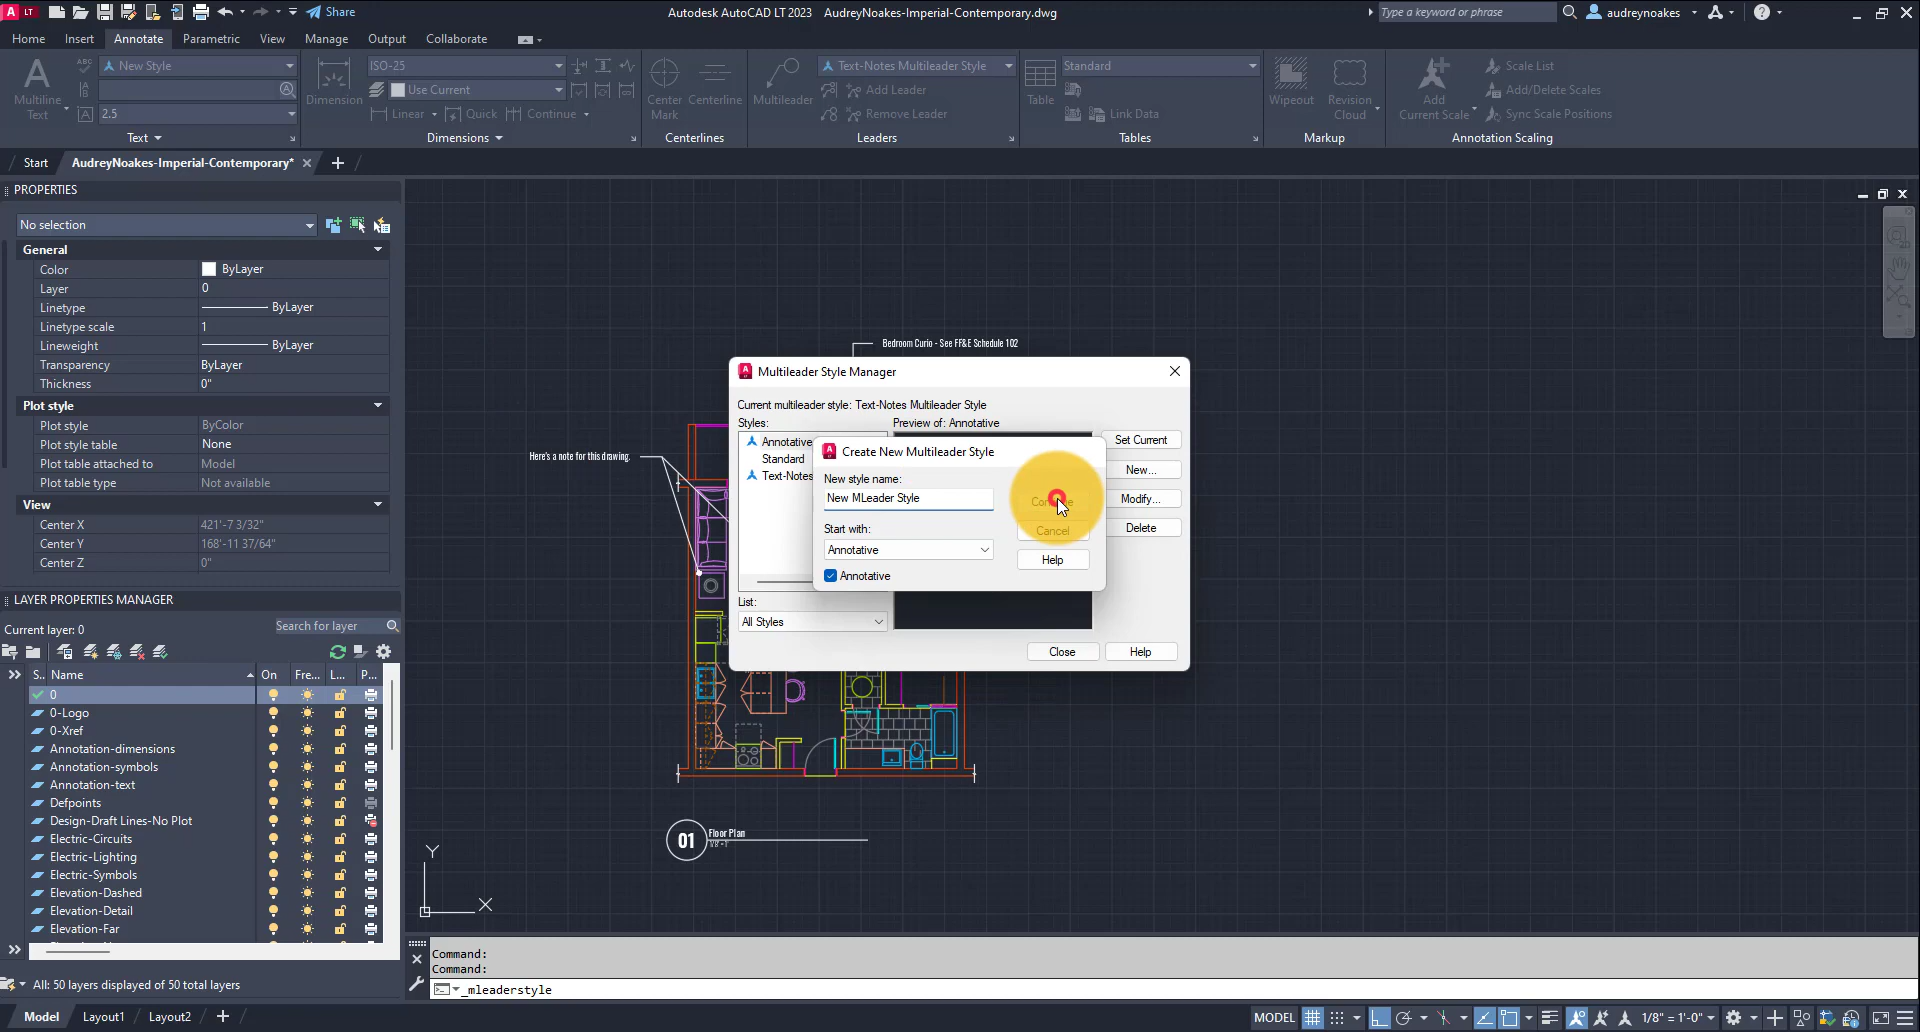 A LT Share Autodesk AutoCAD LT 2023 AudreyNoakes-Imperial-Contemporary.dwg Type a keyword or phrase audreynoakes
Home Insert Annotate Parametric View Manage Output Collaborate
New Style ISO-25 Text-Notes Multileader Style Standard Scale List
Use Current Add Leader Add/Delete Scales
Multiline Text Dimension Center Mark Centerline Multileader Table Wipeout Revision Cloud Add Current Scale
2.5 Linear Quick Continue Remove Leader Link Data Sync Scale Positions
Text Dimensions Centerlines Leaders Tables Markup Annotation Scaling
Start AudreyNoakes-Imperial-Contemporary*
PROPERTIES
No selection
General
Color ByLayer
Layer 0
Linetype ByLayer
Linetype scale 1
Lineweight ByLayer
Transparency ByLayer
Thickness 0"
Plot style
Plot style ByColor
Plot style table None
Plot table attached to Model
Plot table type Not available
View
Center X 421'-7 3/32"
Center Y 168'-11 37/64"
Center Z 0"
LAYER PROPERTIES MANAGER
Current layer: 0 Search for layer
S.. Name On Fre... L... P...
0
0-Logo
0-Xref
Annotation-dimensions
Annotation-symbols
Annotation-text
Defpoints
Design-Draft Lines-No Plot
Electric-Circuits
Electric-Lighting
Electric-Symbols
Elevation-Dashed
Elevation-Detail
Elevation-Far
All: 50 layers displayed of 50 total layers
Bedroom Curio - See FF&E Schedule 102
Here's a note for this drawing.
Multileader Style Manager
Current multileader style: Text-Notes Multileader Style
Styles: Preview of: Annotative
Annotative
Standard
Text-Notes
Set Current
New...
Modify...
Delete
List:
All Styles
Close Help
Create New Multileader Style
New style name:
New MLeader Style
Start with:
Annotative
Annotative
Cancel
Help
01 Floor Plan
Y
X
Command:
Command:
_mleaderstyle
Model Layout1 Layout2 MODEL 1/8" = 1'-0"